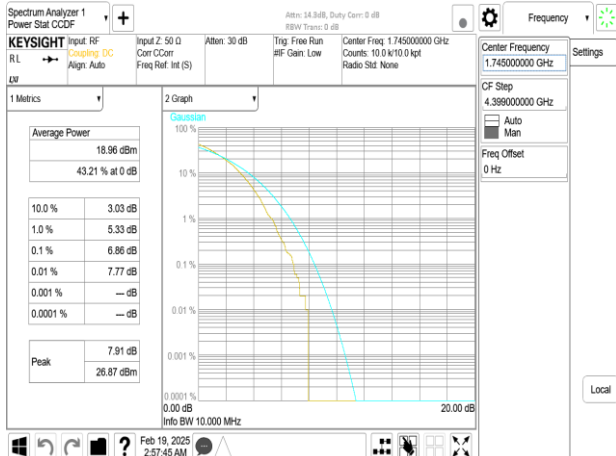 Spectrum Analyzer 1
Power Stat CCDF
Attn: 14.3dB, Duty Corr: 0 dB
RBW Trans: 0 dB
Frequency
KEYSIGHT
RL
LXI
Input: RF
Coupling: DC
Align: Auto
Input Z: 50 Ω
Corr CCorr
Freq Ref: Int (S)
Atten: 30 dB
Trig: Free Run
#IF Gain: Low
Center Freq: 1.745000000 GHz
Counts: 10.0 k/10.0 kpt
Radio Std: None
Center Frequency
1.745000000 GHz
Settings
CF Step
4.399000000 GHz
Auto
Man
Freq Offset
0 Hz
Local
1 Metrics
Average Power
18.96 dBm
43.21 % at 0 dB
10.0 % 3.03 dB
1.0 % 5.33 dB
0.1 % 6.86 dB
0.01 % 7.77 dB
0.001 % --- dB
0.0001 % --- dB
Peak
7.91 dB
26.87 dBm
2 Graph
Gaussian
100 %
10 %
1 %
0.1 %
0.01 %
0.001 %
0.0001 %
0.00 dB 20.00 dB
Info BW 10.000 MHz
?
Feb 19, 2025
2:57:45 AM